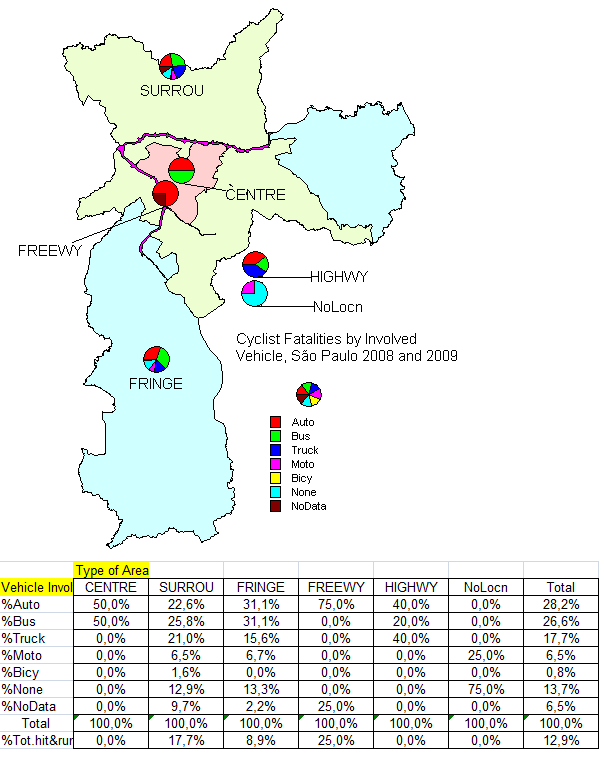 SURROU
CENTRE
FREEWY
HIGHWY
NoLocn
Cyclist Fatalities by Involved
Vehicle, São Paulo 2008 and 2009
FRINGE
Auto
Bus
Truck
Moto
Bicy
None
NoData
Type of Area
Vehicle Invol CENTRE SURROU FRINGE FREEWY HIGHWY NoLocn Total
%Auto 50,0% 22,6% 31,1% 75,0% 40,0% 0,0% 28,2%
%Bus 50,0% 25,8% 31,1% 0,0% 20,0% 0,0% 26,6%
%Truck 0,0% 21,0% 15,6% 0,0% 40,0% 0,0% 17,7%
%Moto 0,0% 6,5% 6,7% 0,0% 0,0% 25,0% 6,5%
%Bicy 0,0% 1,6% 0,0% 0,0% 0,0% 0,0% 0,8%
%None 0,0% 12,9% 13,3% 0,0% 0,0% 75,0% 13,7%
%NoData 0,0% 9,7% 2,2% 25,0% 0,0% 0,0% 6,5%
Total 100,0% 100,0% 100,0% 100,0% 100,0% 100,0% 100,0%
%Tot.hit&rur 0,0% 17,7% 8,9% 25,0% 0,0% 0,0% 12,9%